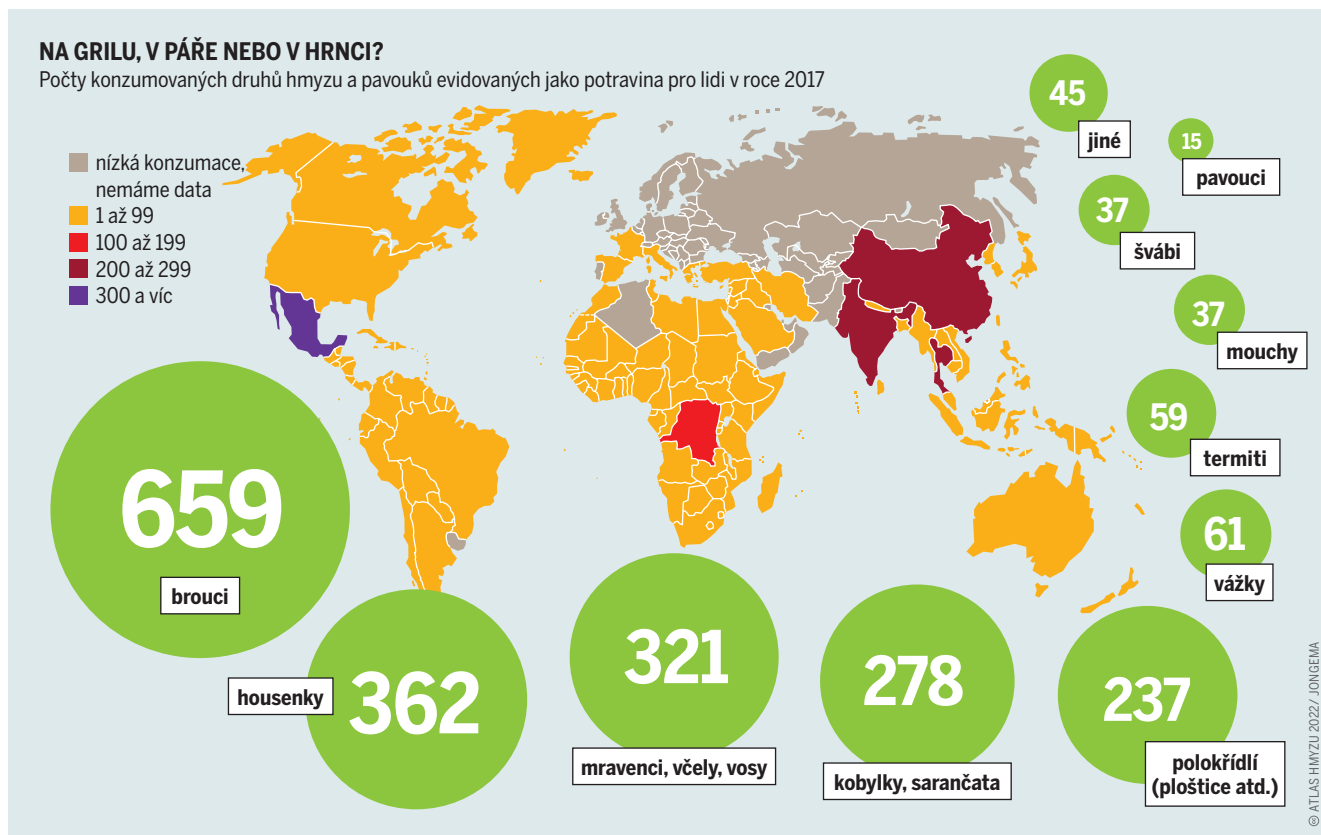 NA GRILU, V PÁŘE NEBO V HRNCI?
Počty konzumovaných druhů hmyzu a pavouků evidovaných jako potravina pro lidi v roce 2017
nízká konzumace,
nemáme data
1 až 99
100 až 199
200 až 299
300 a víc
45
jiné
15
pavouci
37
švábi
37
mouchy
59
termiti
61
vážky
659
brouci
362
housenky
321
mravenci, včely, vosy
278
kobylky, sarančata
237
polokřídlí
(ploštice atd.)
© ATLAS HMYZU 2022/ JONGEMA